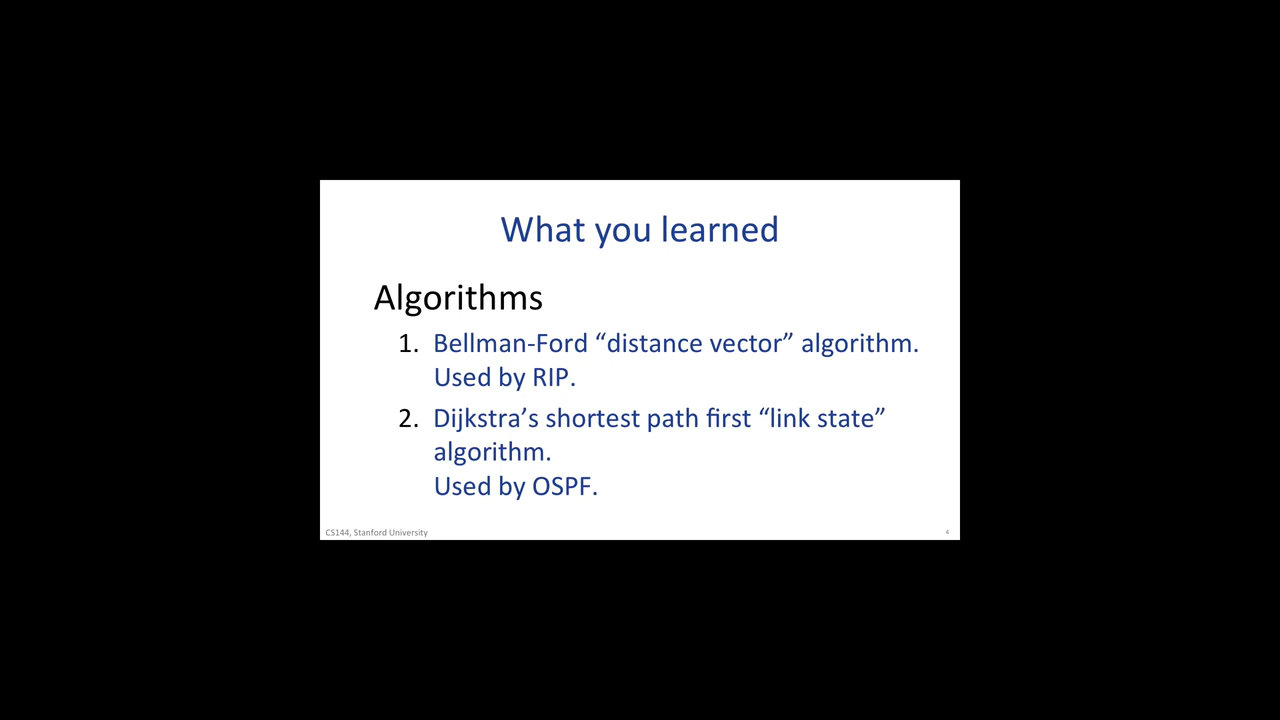 What you learned
Algorithms
1. Bellman-Ford “distance vector” algorithm.
Used by RIP.
2. Dijkstra’s shortest path first “link state”
algorithm.
Used by OSPF.
CS144, Stanford University
4